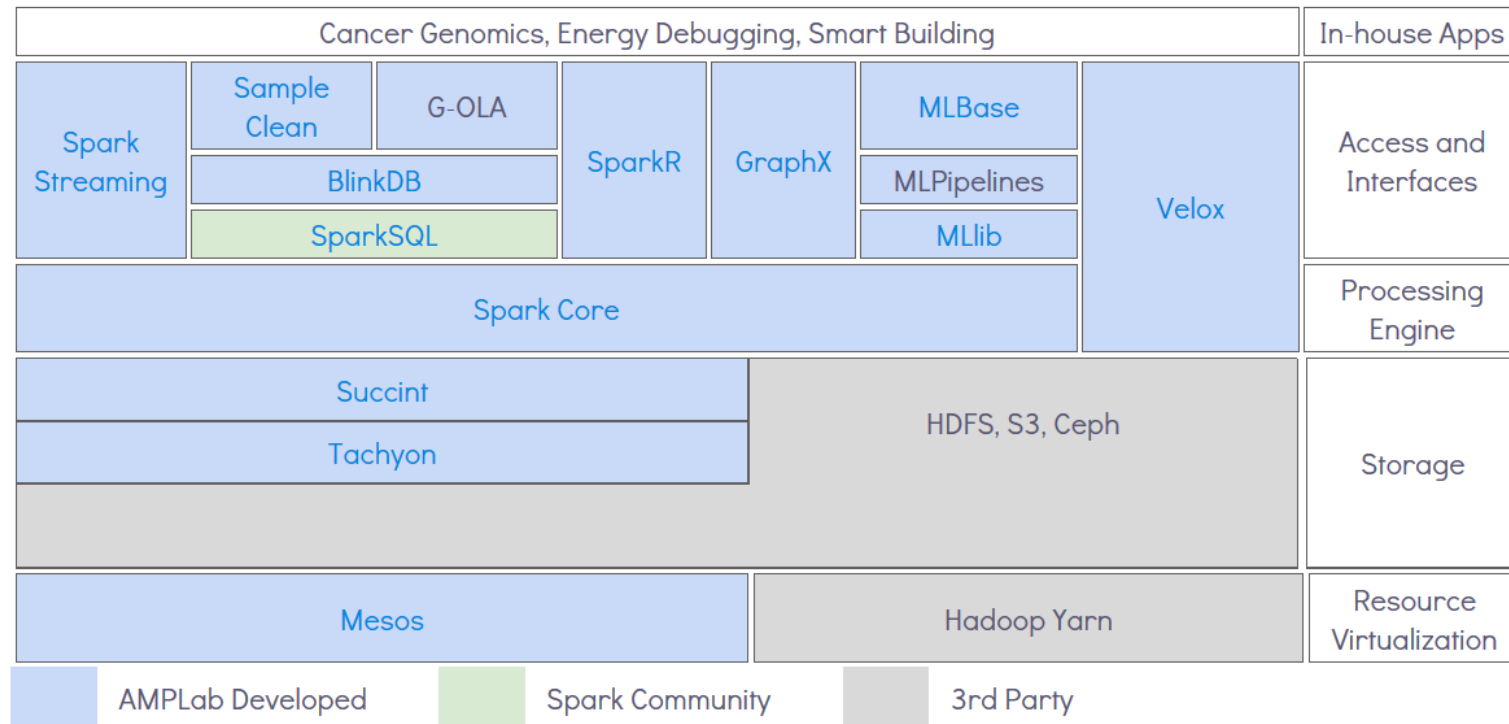 Cancer Genomics, Energy Debugging, Smart Building
In-house Apps
Spark
Streaming
Sample
Clean
G-OLA
BlinkDB
SparkSQL
SparkR
GraphX
MLBase
MLPipelines
MLlib
Velox
Access and
Interfaces
Spark Core
Processing
Engine
Succint
Tachyon
HDFS, S3, Ceph
Storage
Mesos
Hadoop Yarn
Resource
Virtualization
AMPLab Developed
Spark Community
3rd Party